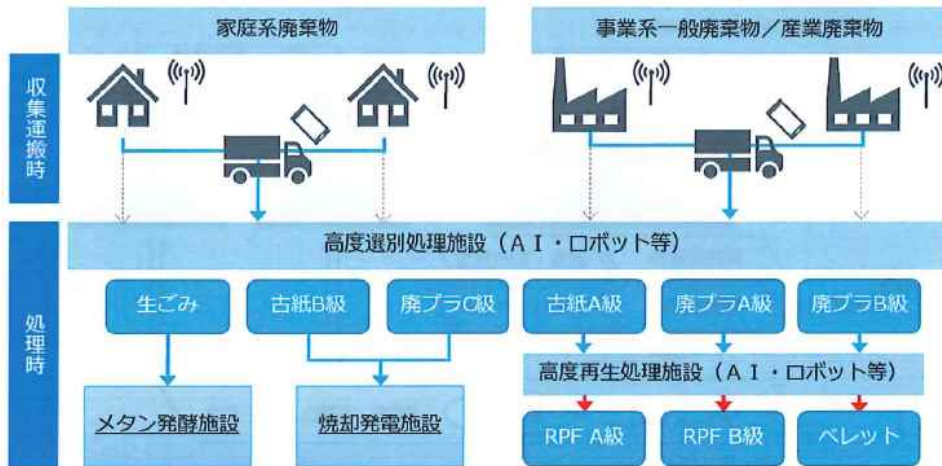 家庭系廃棄物
事業系一般廃棄物／産業廃棄物
収集運搬時
処理時
高度選別処理施設（ＡＩ・ロボット等）
生ごみ
古紙B級
廃プラC級
古紙A級
廃プラA級
廃プラB級
高度再生処理施設（ＡＩ・ロボット等）
メタン発酵施設
焼却発電施設
RPF A級
RPF B級
ペレット